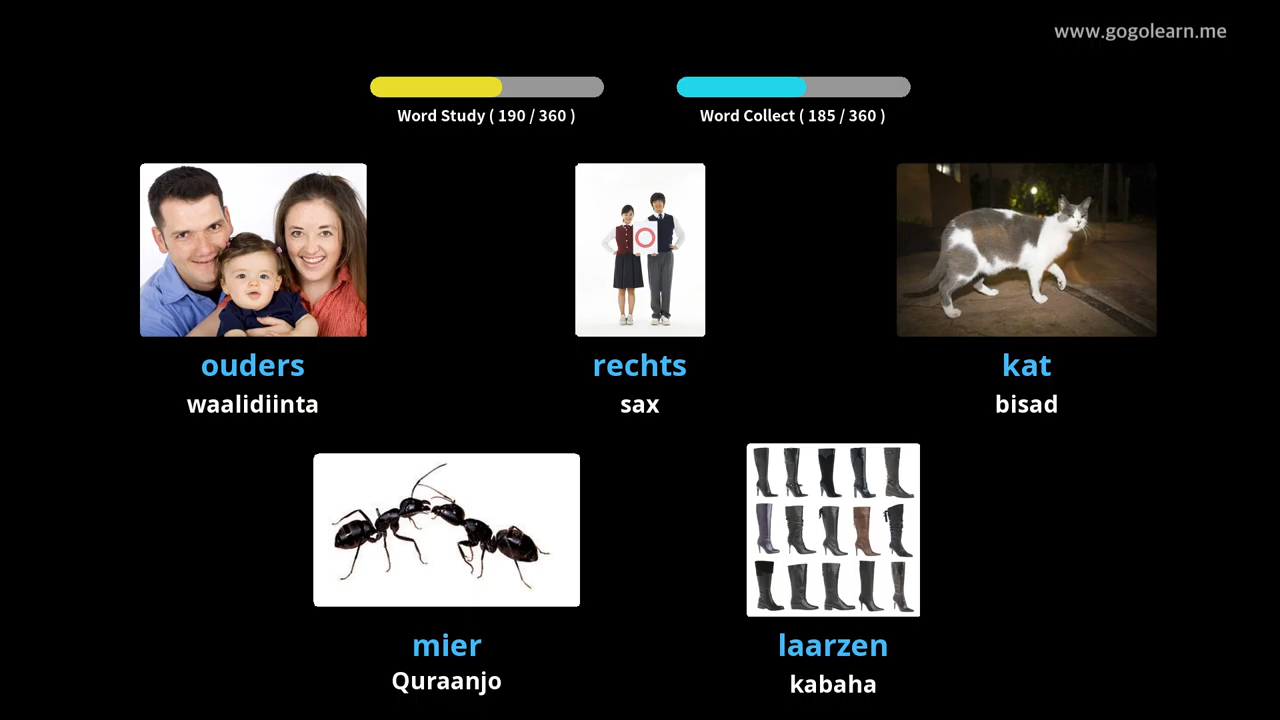 www.gogolearn.me
Word Study ( 190 / 360 )
Word Collect ( 185 / 360 )
ouders
waalidiinta
rechts
sax
kat
bisad
mier
Quraanjo
laarzen
kabaha